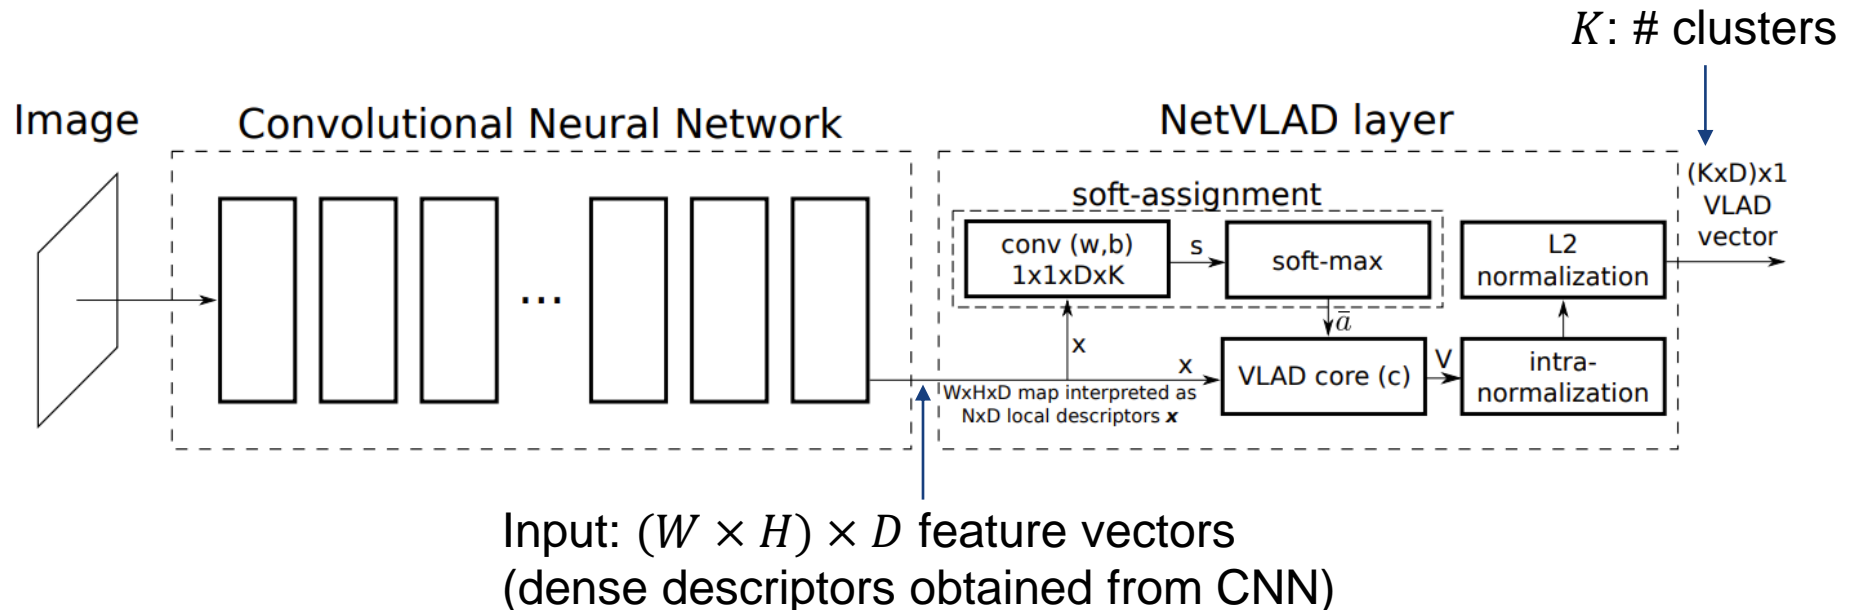 K: # clusters
Image
Convolutional Neural Network
NetVLAD layer
(KxD)x1
VLAD
vector
soft-assignment
conv (w,b)
1x1xDxK
s
soft-max
L2
normalization
...
ā
x
x
VLAD core (c)
V
intra-
normalization
WxHxD map interpreted as
NxD local descriptors x
Input: (W × H) × D feature vectors
(dense descriptors obtained from CNN)